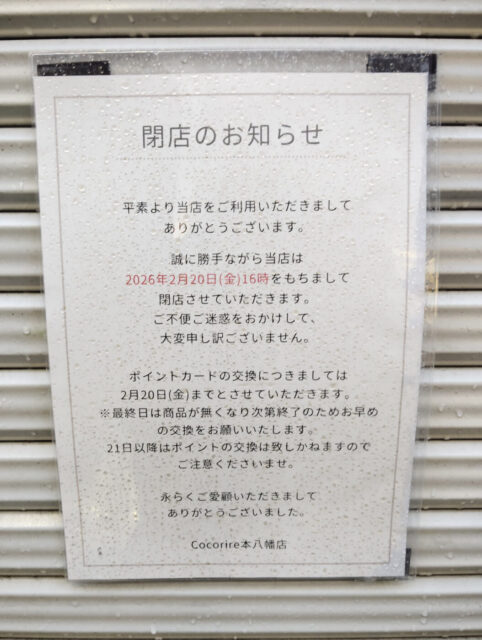 閉店のお知らせ
平素より当店をご利用いただきまして
ありがとうございます。
誠に勝手ながら当店は
2026年2月20日(金)16時をもちまして
閉店させていただきます。
ご不便ご迷惑をおかけして、
大変申し訳ございません。
ポイントカードの交換につきましては
2月20日(金)までとさせていただきます。
※最終日は商品が無くなり次第終了のためお早め
の交換をお願いいたします。
21日以降はポイントの交換は致しかねますので
ご注意くださいませ。
永らくご愛顧いただきまして
ありがとうございました。
Cocorire本八幡店